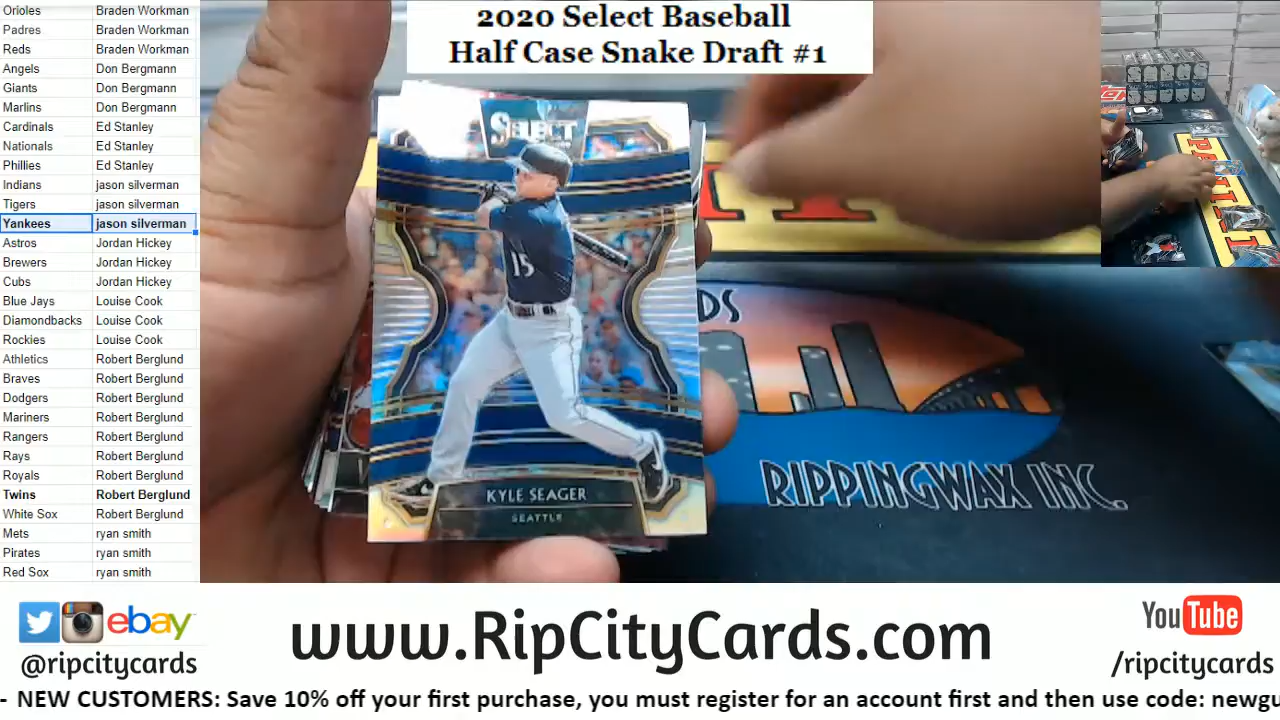 2020 Select Baseball
Half Case Snake Draft #1
Orioles Braden Workman
Padres Braden Workman
Reds Braden Workman
Angels Don Bergmann
Giants Don Bergmann
Marlins Don Bergmann
Cardinals Ed Stanley
Nationals Ed Stanley
Phillies Ed Stanley
Indians jason silverman
Tigers jason silverman
Yankees jason silverman
Astros Jordan Hickey
Brewers Jordan Hickey
Cubs Jordan Hickey
Blue Jays Louise Cook
Diamondbacks Louise Cook
Rockies Louise Cook
Athletics Robert Berglund
Braves Robert Berglund
Dodgers Robert Berglund
Mariners Robert Berglund
Rangers Robert Berglund
Rays Robert Berglund
Royals Robert Berglund
Twins Robert Berglund
White Sox Robert Berglund
Mets ryan smith
Pirates ryan smith
Red Sox ryan smith
SELECT
15
KYLE SEAGER
SEATTLE
DS
RIPPINGWAX INC.
PANINI
ebay
@ripcitycards
www.RipCityCards.com
YouTube
/ripcitycards
- NEW CUSTOMERS: Save 10% off your first purchase, you must register for an account first and then use code: newgu